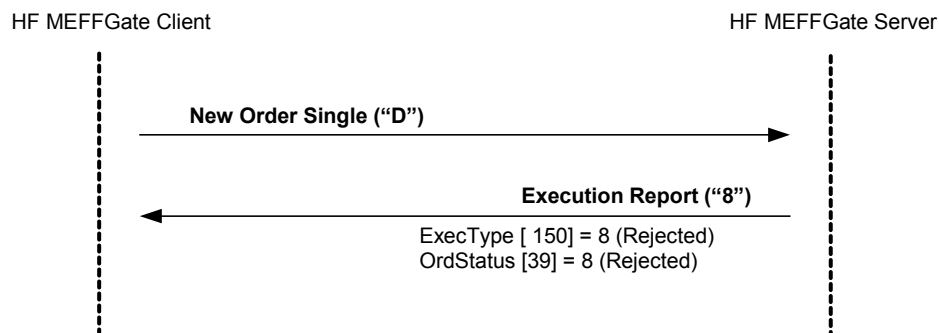 HF MEFFGate Client
HF MEFFGate Server
New Order Single (“D”)
Execution Report (“8”)
ExecType [ 150] = 8 (Rejected)
OrdStatus [39] = 8 (Rejected)